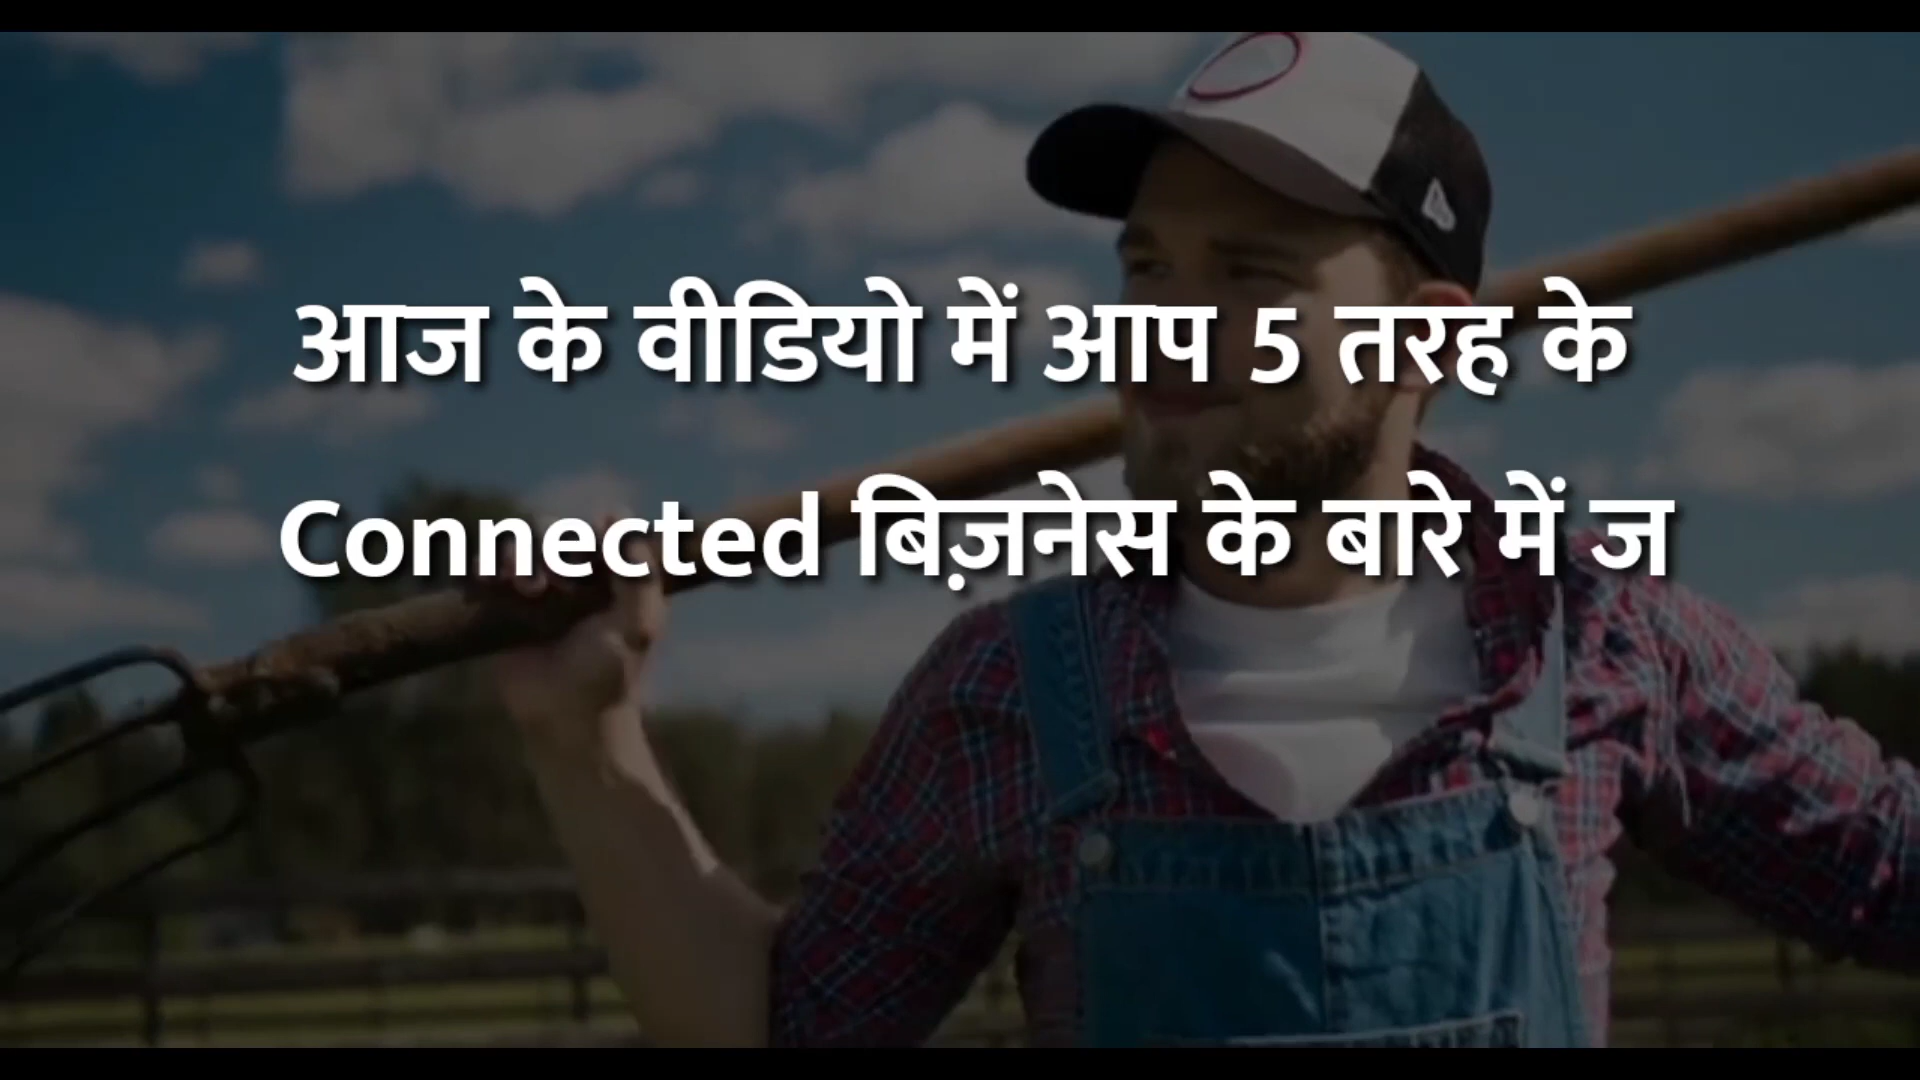 आज के वीडियो में आप 5 तरह के
Connected बिज़नेस के बारे में ज